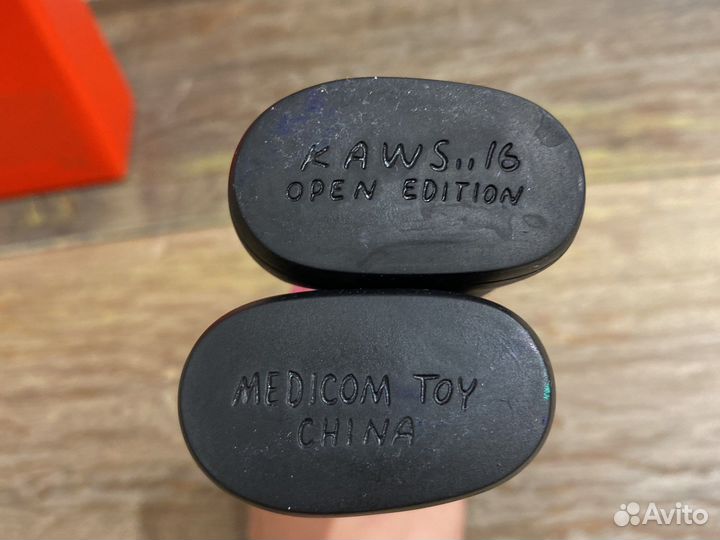 KAWS..16
OPEN EDITION
MEDICOM TOY
CHINA
Avito